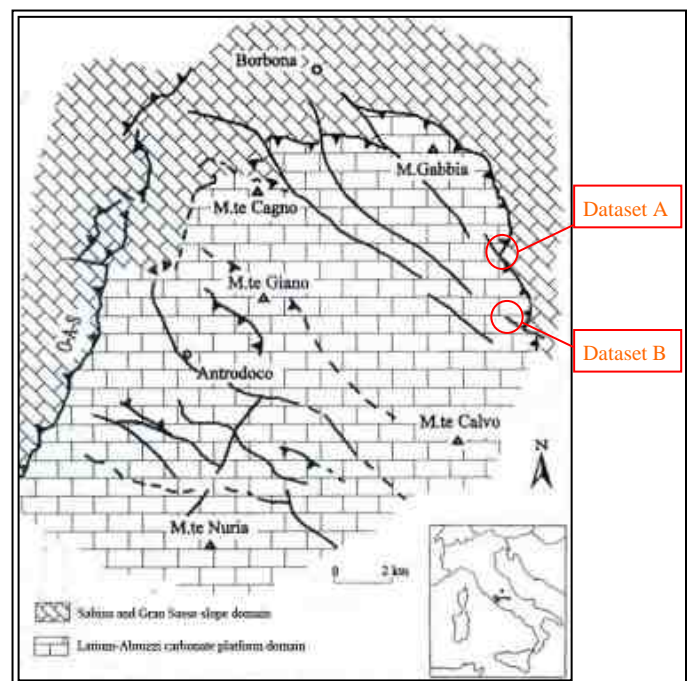 Borbona
M.Gabbia
M.te Cagno
Dataset A
M.te Giano
O-A-S
Dataset B
Antrodoco
M.te Calvo
N
M.te Nuria
0 2 km
Sabina and Gran Sasso slope domain
Latium-Abruzzi carbonate platform domain